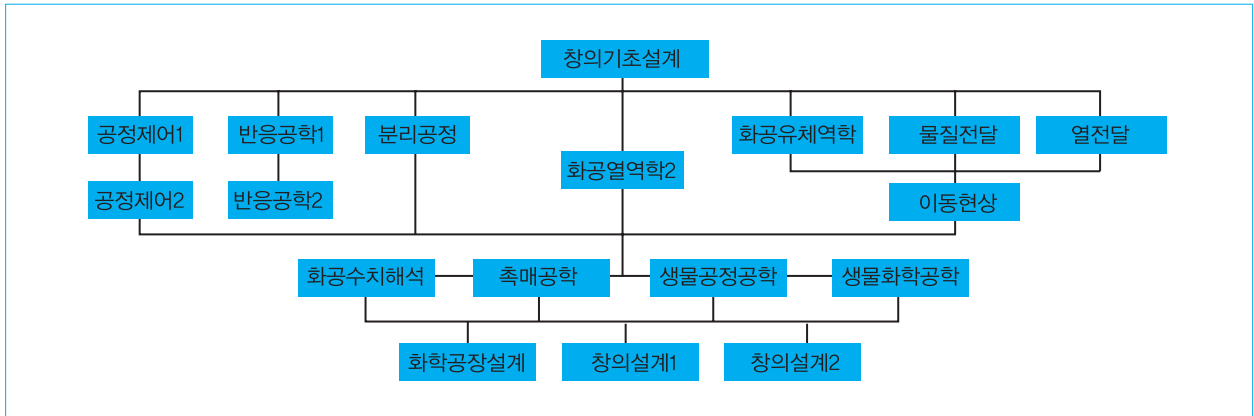 창의기초설계
공정제어1
반응공학1
분리공정
화공유체역학
물질전달
열전달
화공열역학2
공정제어2
반응공학2
이동현상
화공수치해석
촉매공학
생물공정공학
생물화학공학
화학공장설계
창의설계1
창의설계2